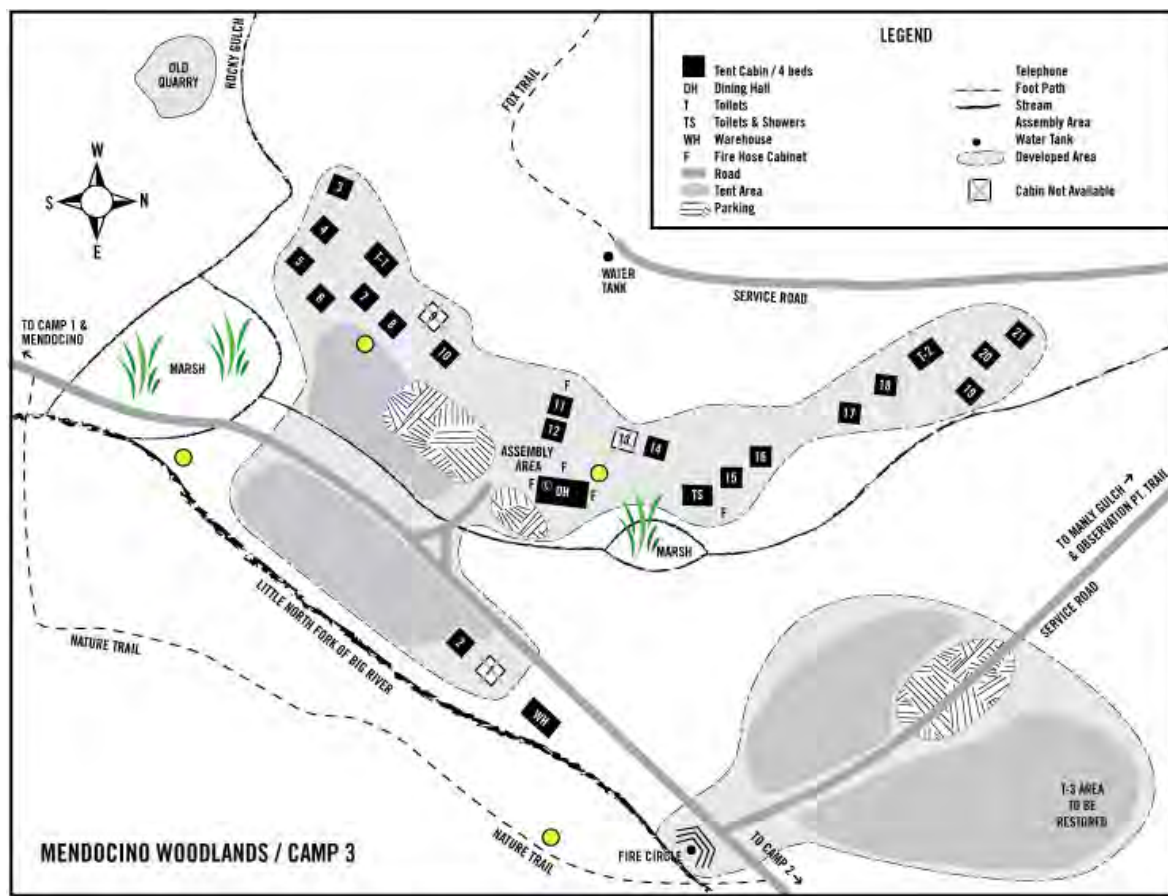 LEGEND
Tent Cabin / 4 beds
DH Dining Hall
T Toilets
TS Toilets & Showers
WH Warehouse
F Fire Hose Cabinet
Road
Tent Area
Parking
Telephone
Foot Path
Stream
Assembly Area
Water Tank
Developed Area
Cabin Not Available
OLD
QUARRY
ROCKY GULCH
FOX TRAIL
W
S
N
E
3
4
5
T-1
6
7
8
9
10
WATER
TANK
SERVICE ROAD
TO CAMP 1 &
MENDOCINO
MARSH
F
11
12
13
14
ASSEMBLY
AREA
F
F
DH
F
TS
F
15
16
17
18
T-2
19
20
21
MARSH
TO MANLY GULCH →
& OBSERVATION PT. TRAIL
SERVICE ROAD
NATURE TRAIL
LITTLE NORTH FORK OF BIG RIVER
2
1
WH
T-3 AREA
TO BE
RESTORED
FIRE CIRCLE
TO CAMP 2 →
NATURE TRAIL
MENDOCINO WOODLANDS / CAMP 3